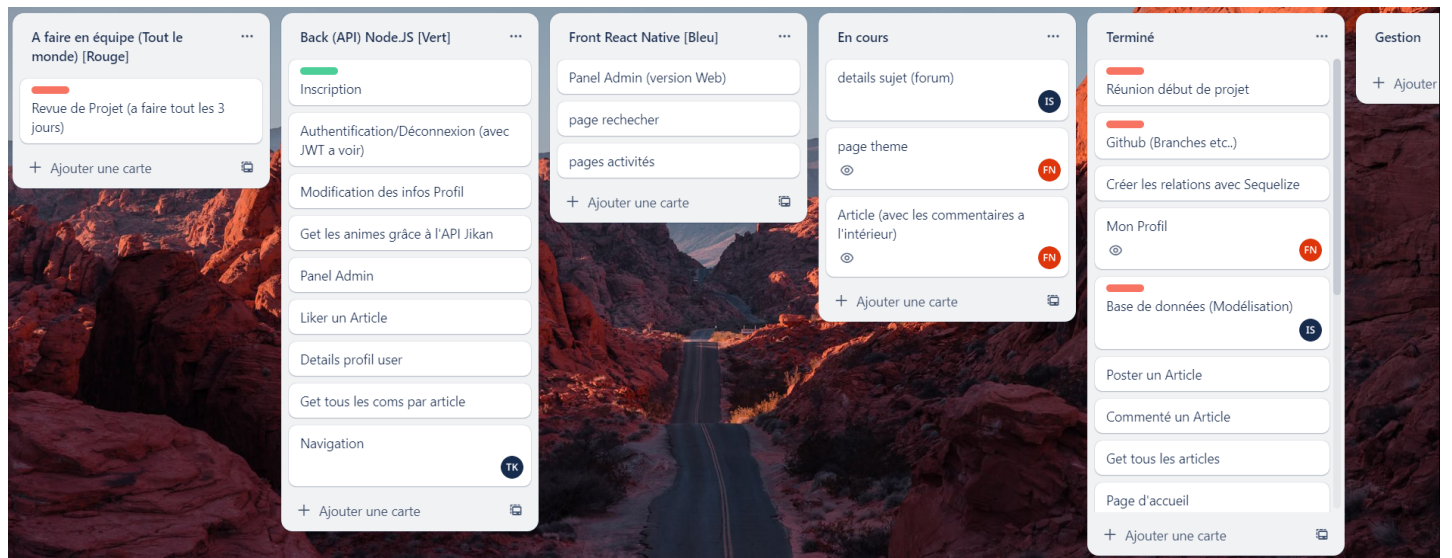 A faire en équipe (Tout le
monde) [Rouge]
Revue de Projet (a faire tout les 3
jours)
Ajouter une carte
Back (API) Node.JS [Vert]
Inscription
Authentification/Déconnexion (avec
JWT a voir)
Modification des infos Profil
Get les animes grâce à l'API Jikan
Panel Admin
Liker un Article
Details profil user
Get tous les coms par article
Navigation
TK
Ajouter une carte
Front React Native [Bleu]
Panel Admin (version Web)
page rechecher
pages activités
Ajouter une carte
En cours
details sujet (forum)
IS
page theme
FN
Article (avec les commentaires a
l'intérieur)
FN
Ajouter une carte
Terminé
Réunion début de projet
Github (Branches etc..)
Créer les relations avec Sequelize
Mon Profil
FN
Base de données (Modélisation)
IS
Poster un Article
Commenté un Article
Get tous les articles
Page d'accueil
Ajouter une carte
Gestion
Ajouter